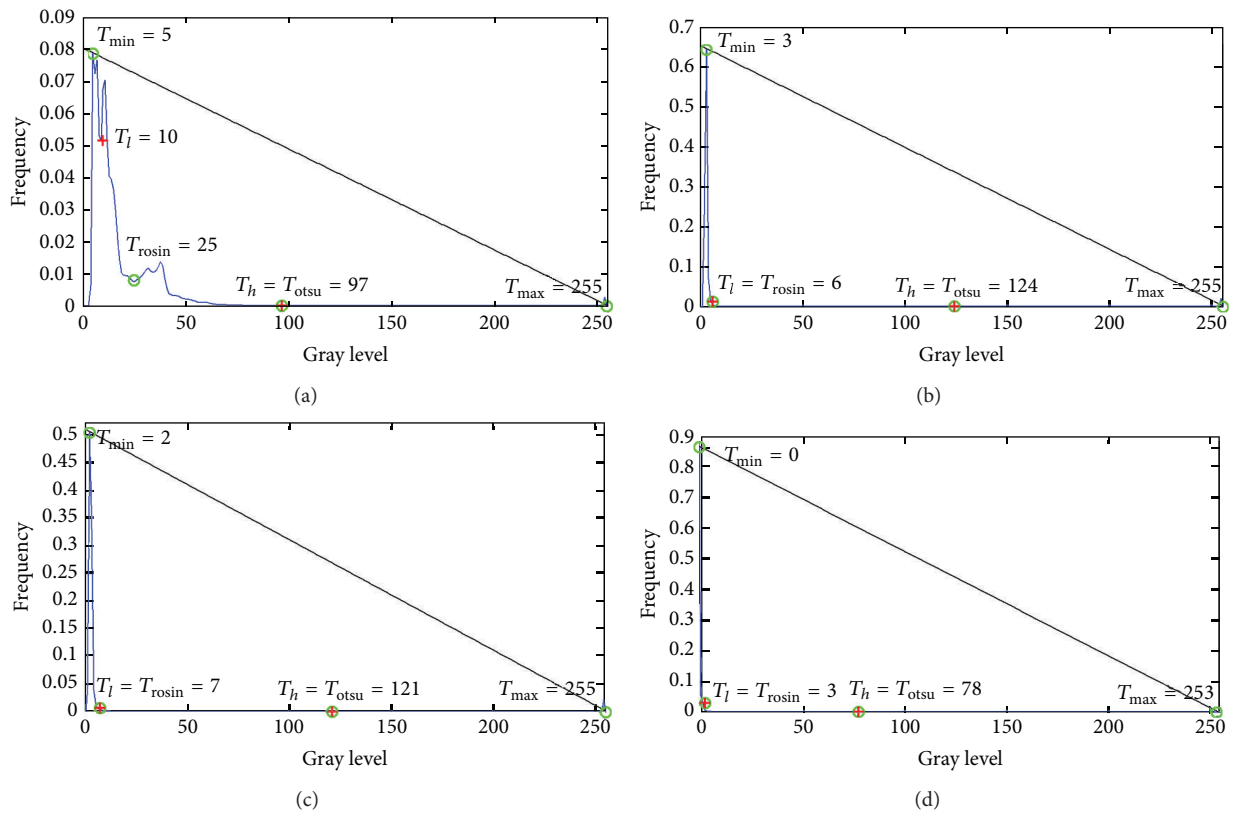 0.09
0.08
0.07
0.06
0.05
0.04
0.03
0.02
0.01
0
Frequency
T_min = 5
T_l = 10
T_rosin = 25
T_h = T_otsu = 97
T_max = 255
0 50 100 150 200 250
Gray level
(a)
0.7
0.6
0.5
0.4
0.3
0.2
0.1
0
Frequency
T_min = 3
T_l = T_rosin = 6
T_h = T_otsu = 124
T_max = 255
0 50 100 150 200 250
Gray level
(b)
0.5
0.45
0.4
0.35
0.3
0.25
0.2
0.15
0.1
0.05
0
Frequency
T_min = 2
T_l = T_rosin = 7
T_h = T_otsu = 121
T_max = 255
0 50 100 150 200 250
Gray level
(c)
0.9
0.8
0.7
0.6
0.5
0.4
0.3
0.2
0.1
0
Frequency
T_min = 0
T_l = T_rosin = 3
T_h = T_otsu = 78
T_max = 253
0 50 100 150 200 250
Gray level
(d)